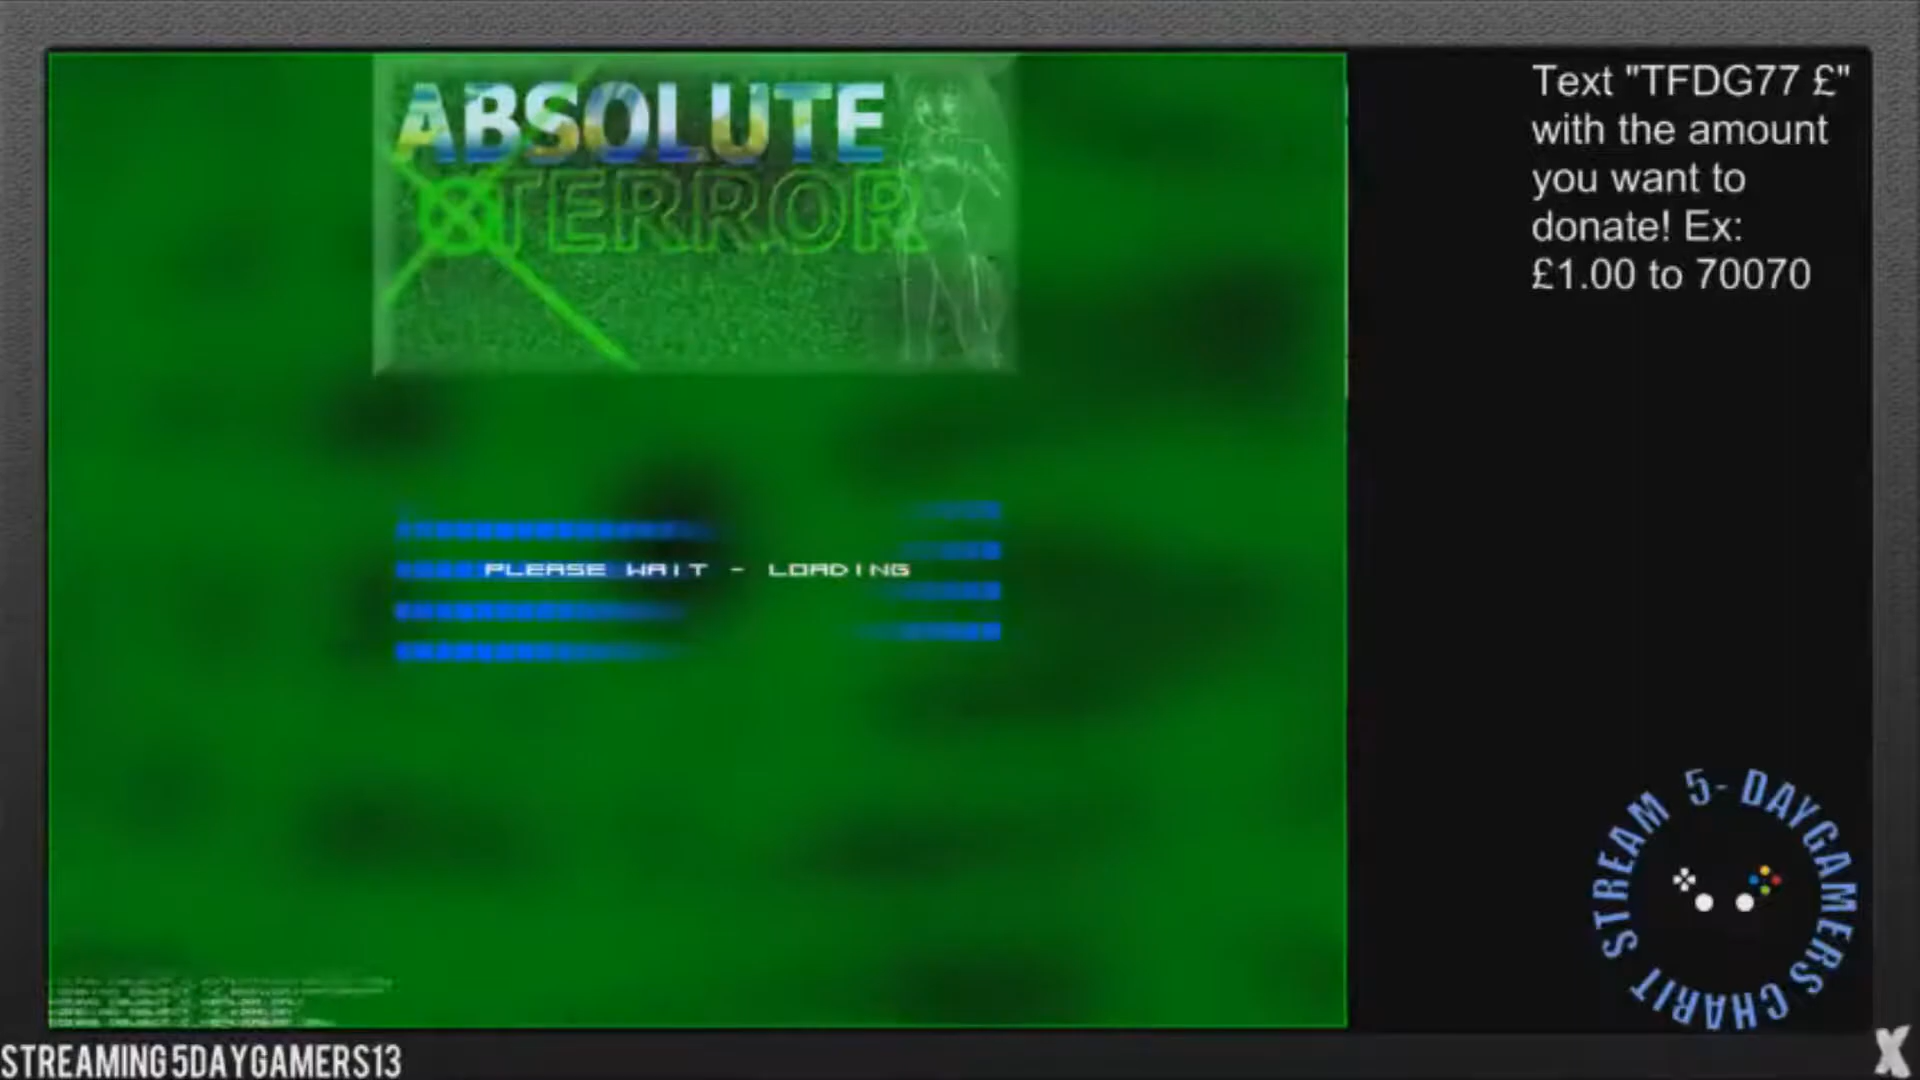 ABSOLUTE
TERROR
PLEASE WAIT - LOADING
Text "TFDG77 £"
with the amount
you want to
donate! Ex:
£1.00 to 70070
5-DAYGAMERS CHARIT STREAM
STREAMING5DAYGAMERS13
X